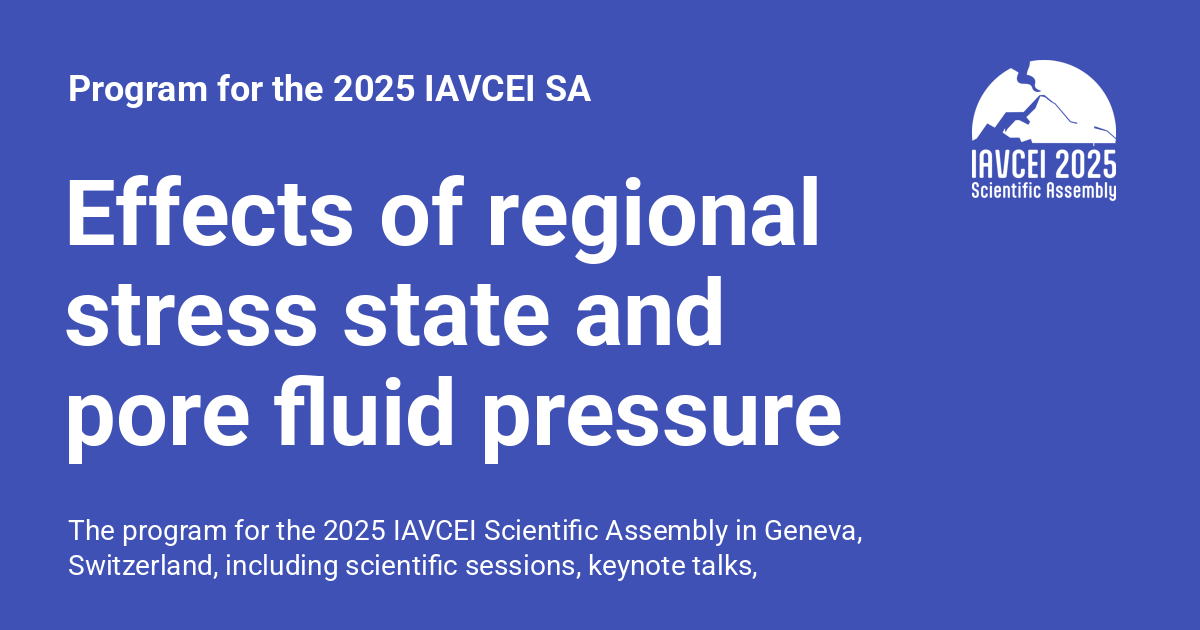 Program for the 2025 IAVCEI SA
IAVCEI 2025
Scientific Assembly
Effects of regional
stress state and
pore fluid pressure
The program for the 2025 IAVCEI Scientific Assembly in Geneva,
Switzerland, including scientific sessions, keynote talks,